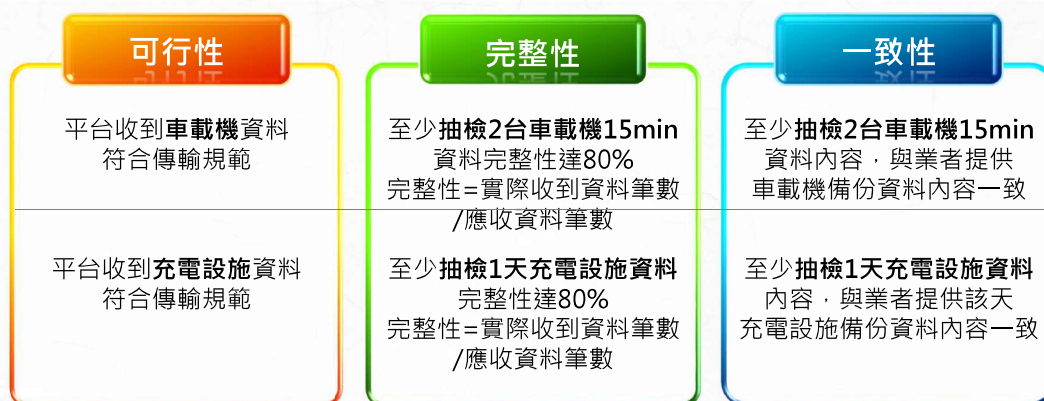 可行性
平台收到車載機資料
符合傳輸規範
平台收到充電設施資料
符合傳輸規範
完整性
至少抽檢2台車載機15min
資料完整性達80%
完整性=實際收到資料筆數
/應收資料筆數
至少抽檢1天充電設施資料
完整性達80%
完整性=實際收到資料筆數
/應收資料筆數
一致性
至少抽檢2台車載機15min
資料內容，與業者提供
車載機備份資料內容一致
至少抽檢1天充電設施資料
內容，與業者提供該天
充電設施備份資料內容一致